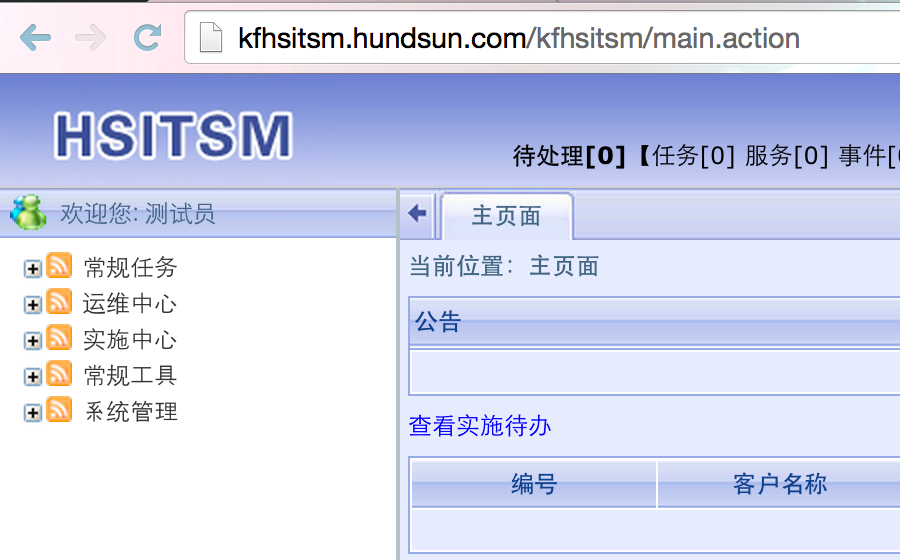 kfhsitsm.hundsun.com/kfhsitsm/main.action
HSITSM
待处理[0]【任务[0] 服务[0] 事件[
欢迎您: 测试员
主页面
常规任务
运维中心
实施中心
常规工具
系统管理
当前位置：主页面
公告
查看实施待办
编号 客户名称